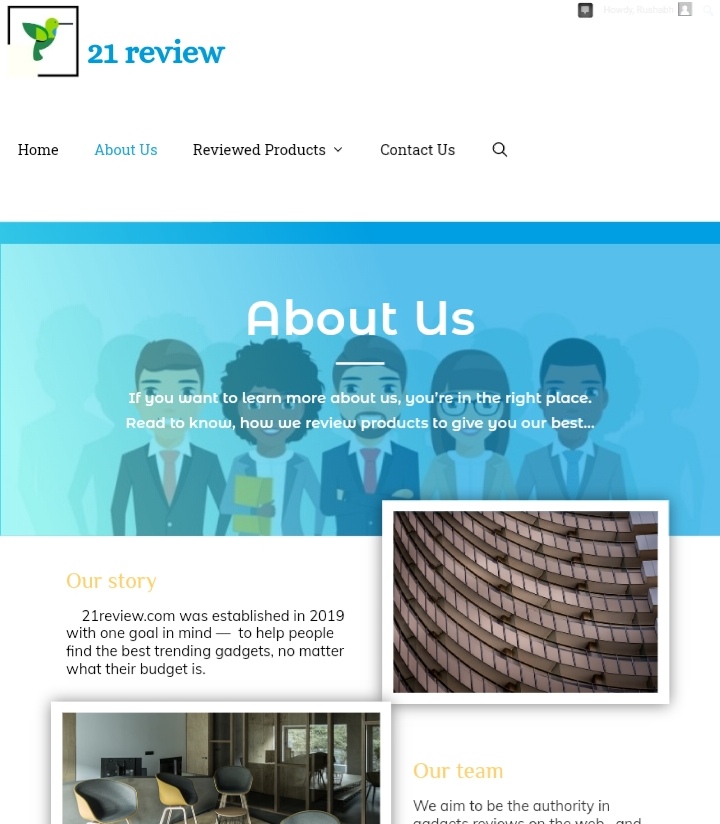 Howdy, Rushabh
21 review
Home
About Us
Reviewed Products
Contact Us
About Us
If you want to learn more about us, you're in the right place.
Read to know, how we review products to give you our best...
Our story
21review.com was established in 2019
with one goal in mind — to help people
find the best trending gadgets, no matter
what their budget is.
Our team
We aim to be the authority in
gadgets reviews on the web, and